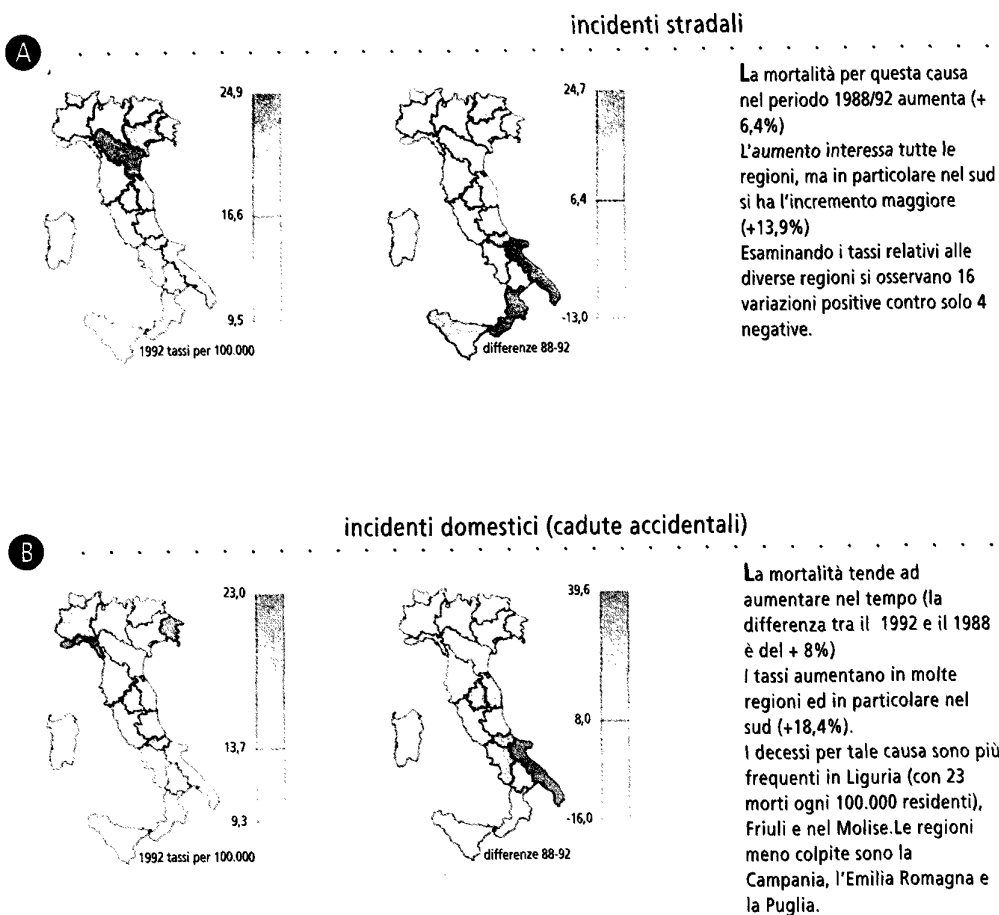 incidenti stradali
A
24,9
16,6
9,5
1992 tassi per 100.000
24,7
6,4
-13,0
differenze 88-92
La mortalità per questa causa
nel periodo 1988/92 aumenta (+
6,4%)
L'aumento interessa tutte le
regioni, ma in particolare nel sud
si ha l'incremento maggiore
(+13,9%)
Esaminando i tassi relativi alle
diverse regioni si osservano 16
variazioni positive contro solo 4
negative.
incidenti domestici (cadute accidentali)
B
23,0
13,7
9,3
1992 tassi per 100.000
39,6
8,0
-16,0
differenze 88-92
La mortalità tende ad
aumentare nel tempo (la
differenza tra il 1992 e il 1988
è del + 8%)
I tassi aumentano in molte
regioni ed in particolare nel
sud (+18,4%).
I decessi per tale causa sono più
frequenti in Liguria (con 23
morti ogni 100.000 residenti),
Friuli e nel Molise.Le regioni
meno colpite sono la
Campania, l'Emilia Romagna e
la Puglia.